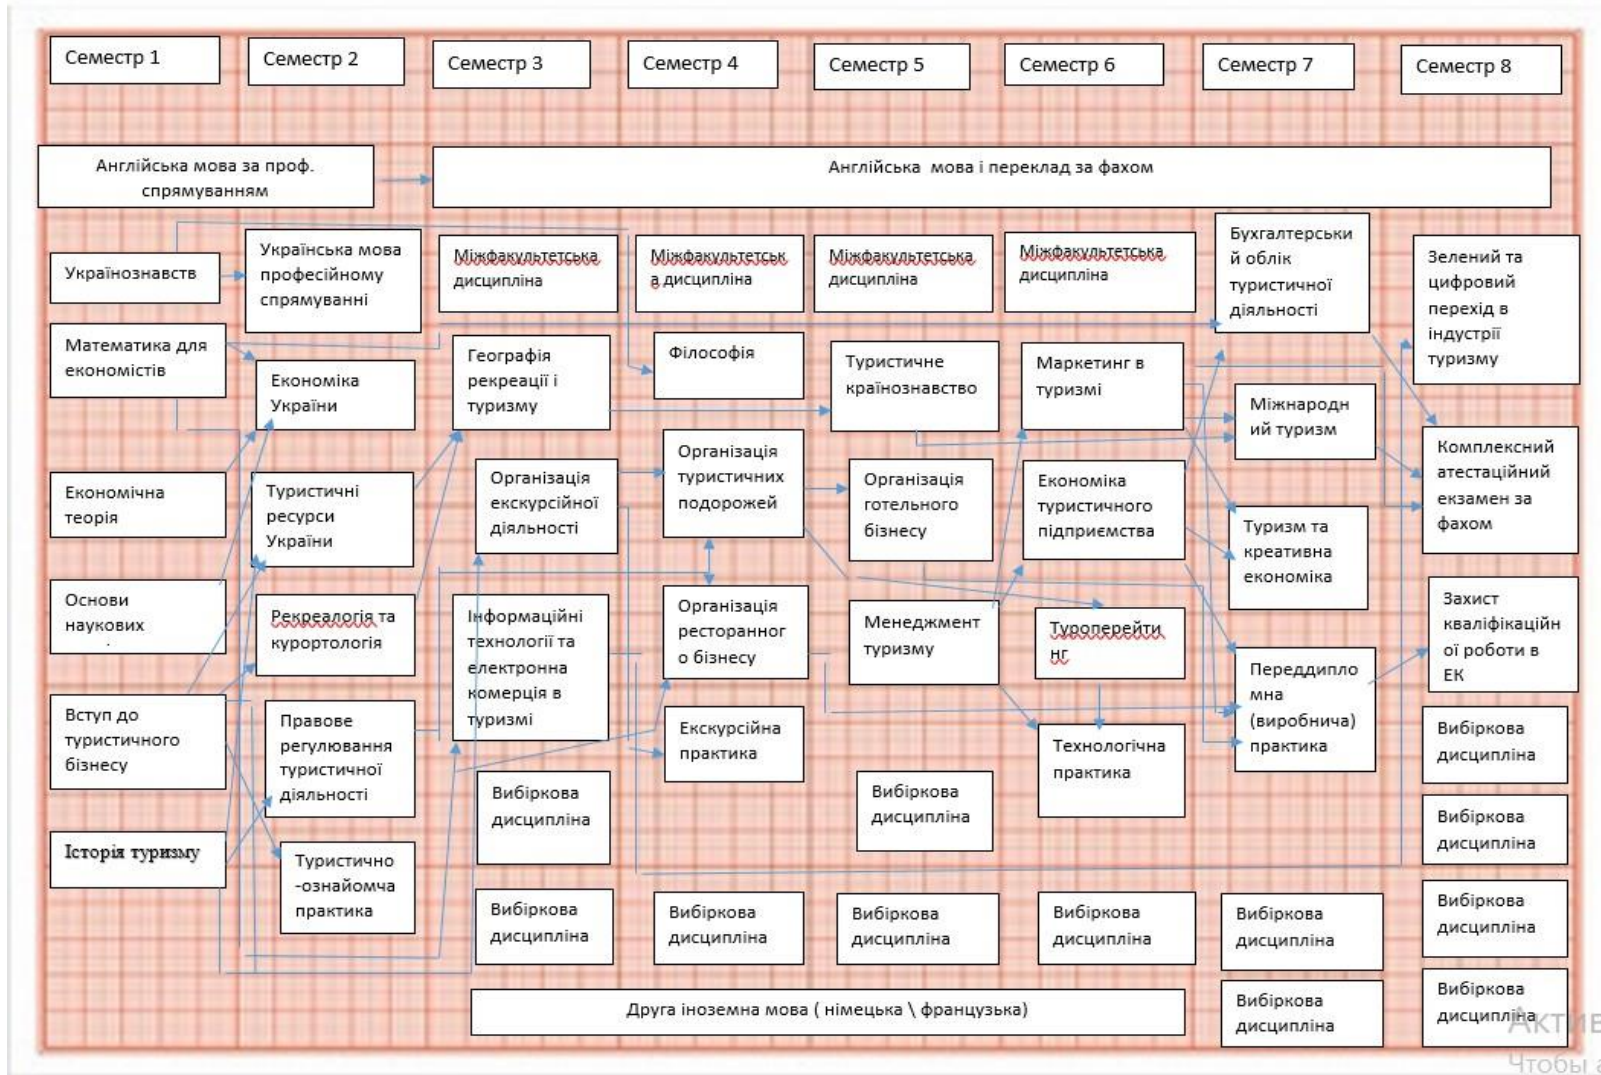 Семестр 1
Семестр 2
Семестр 3
Семестр 4
Семестр 5
Семестр 6
Семестр 7
Семестр 8
Англійська мова за проф.
спрямуванням
Англійська мова і переклад за фахом
Українознавств
Математика для
економістів
Економічна
теорія
Основи
наукових
Вступ до
туристичного
бізнесу
Історія туризму
Українська мова
професійному
спрямуванні
Економіка
України
Туристичні
ресурси
України
Рекреалогія та
курортологія
Правове
регулювання
туристичної
діяльності
Туристично
-ознайомча
практика
Міжфакультетська
дисципліна
Географія
рекреації і
туризму
Організація
екскурсійної
діяльності
Інформаційні
технології та
електронна
комерція в
туризмі
Вибіркова
дисципліна
Вибіркова
дисципліна
Міжфакультетськ
а дисципліна
Філософія
Організація
туристичних
подорожей
Організація
ресторанног
о бізнесу
Екскурсійна
практика
Вибіркова
дисципліна
Міжфакультетська
дисципліна
Туристичне
країнознавство
Організація
готельного
бізнесу
Менеджмент
туризму
Вибіркова
дисципліна
Вибіркова
дисципліна
Міжфакультетська
дисципліна
Маркетинг в
туризмі
Економіка
туристичного
підприємства
Туроперейти
нг
Технологічна
практика
Вибіркова
дисципліна
Бухгалтерськи
й облік
туристичної
діяльності
Міжнародн
ий туризм
Туризм та
креативна
економіка
Переддипло
мна
(виробнича)
практика
Вибіркова
дисципліна
Вибіркова
дисципліна
Зелений та
цифровий
перехід в
індустрії
туризму
Комплексний
атестаційний
екзамен за
фахом
Захист
кваліфікаційн
ої роботи в
ЕК
Вибіркова
дисципліна
Вибіркова
дисципліна
Вибіркова
дисципліна
Вибіркова
дисципліна
Друга іноземна мова ( німецька \ французька)
Актив
Чтобы а